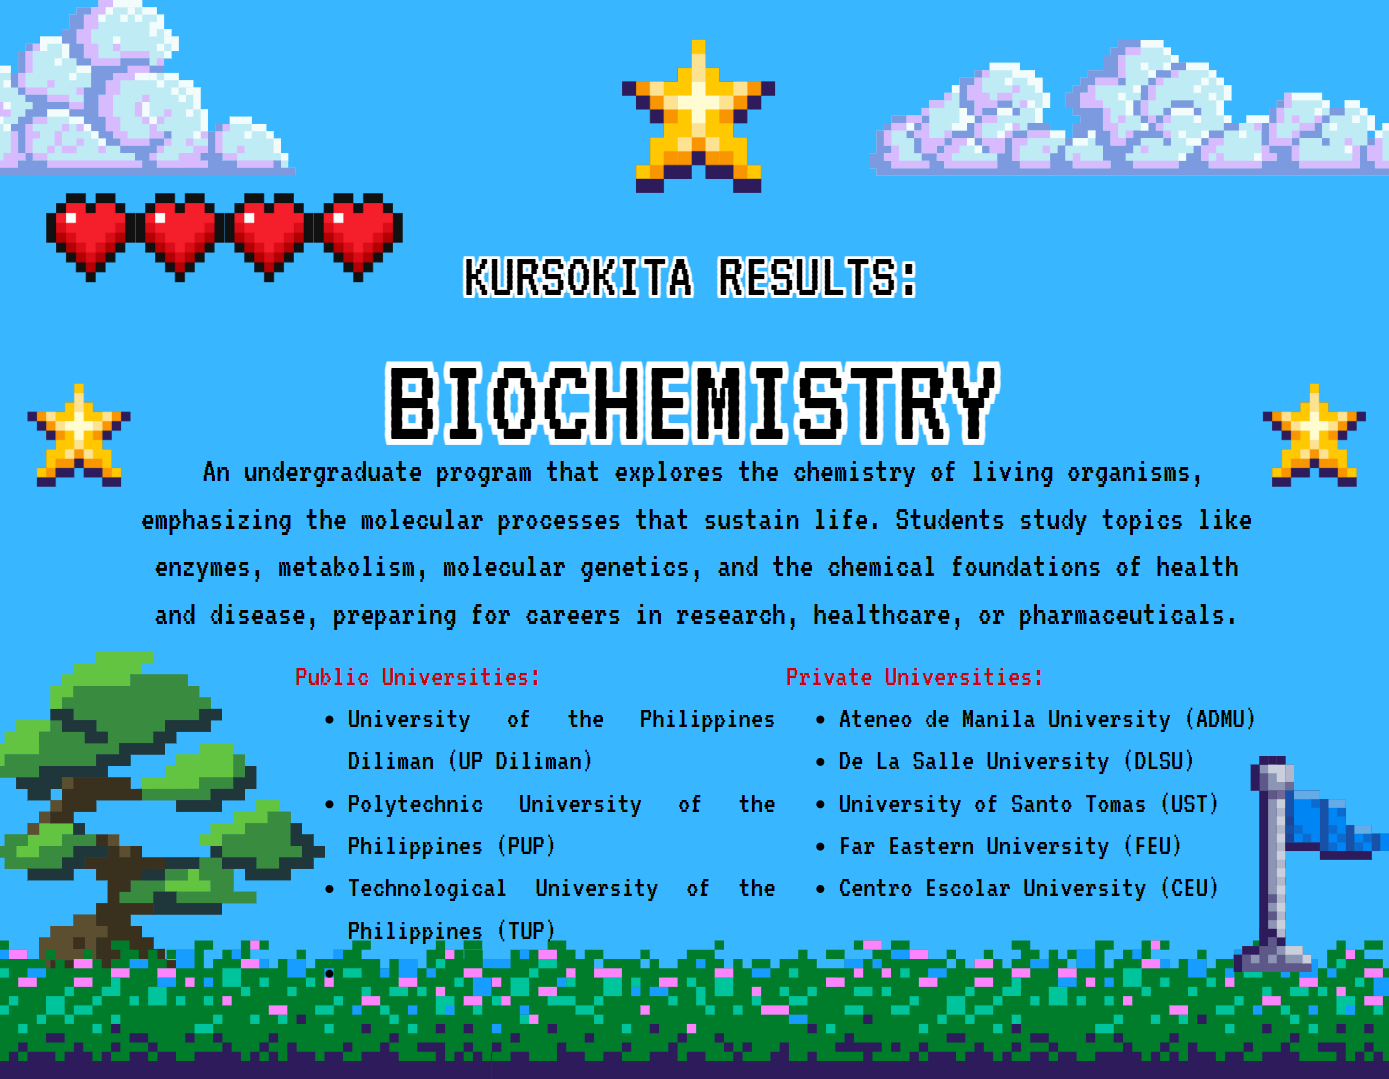 KURSOKITA RESULTS:
BIOCHEMISTRY
An undergraduate program that explores the chemistry of living organisms,
emphasizing the molecular processes that sustain life. Students study topics like
enzymes, metabolism, molecular genetics, and the chemical foundations of health
and disease, preparing for careers in research, healthcare, or pharmaceuticals.
Public Universities:
• University of the Philippines
Diliman (UP Diliman)
• Polytechnic University of the
Philippines (PUP)
• Technological University of the
Philippines (TUP)
•
Private Universities:
• Ateneo de Manila University (ADMU)
• De La Salle University (DLSU)
• University of Santo Tomas (UST)
• Far Eastern University (FEU)
• Centro Escolar University (CEU)